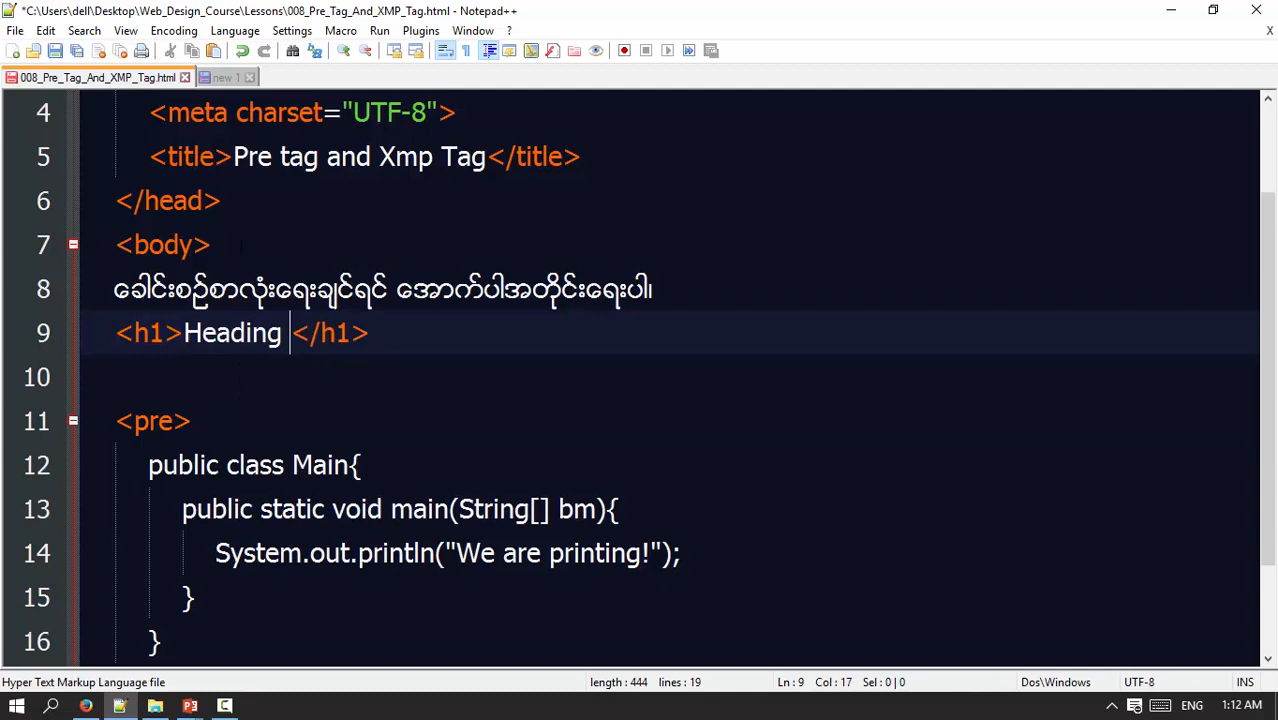 *C:\Users\dell\Desktop\Web_Design_Course\Lessons\008_Pre_Tag_And_XMP_Tag.html - Notepad++
File Edit Search View Encoding Language Settings Macro Run Plugins Window ? X
008_Pre_Tag_And_XMP_Tag.html new 1
4 <meta charset="UTF-8">
5 <title>Pre tag and Xmp Tag</title>
6 </head>
7 <body>
8 ခေါင်းစဉ်စာလုံးရေးချင်ရင် အောက်ပါအတိုင်းရေးပါ၊
9 <h1>Heading </h1>
10
11 <pre>
12 public class Main{
13 public static void main(String[] bm){
14 System.out.println("We are printing!");
15 }
16 }
Hyper Text Markup Language file length : 444 lines : 19 Ln : 9 Col : 17 Sel : 0 | 0 Dos\Windows UTF-8 INS
ENG 1:12 AM